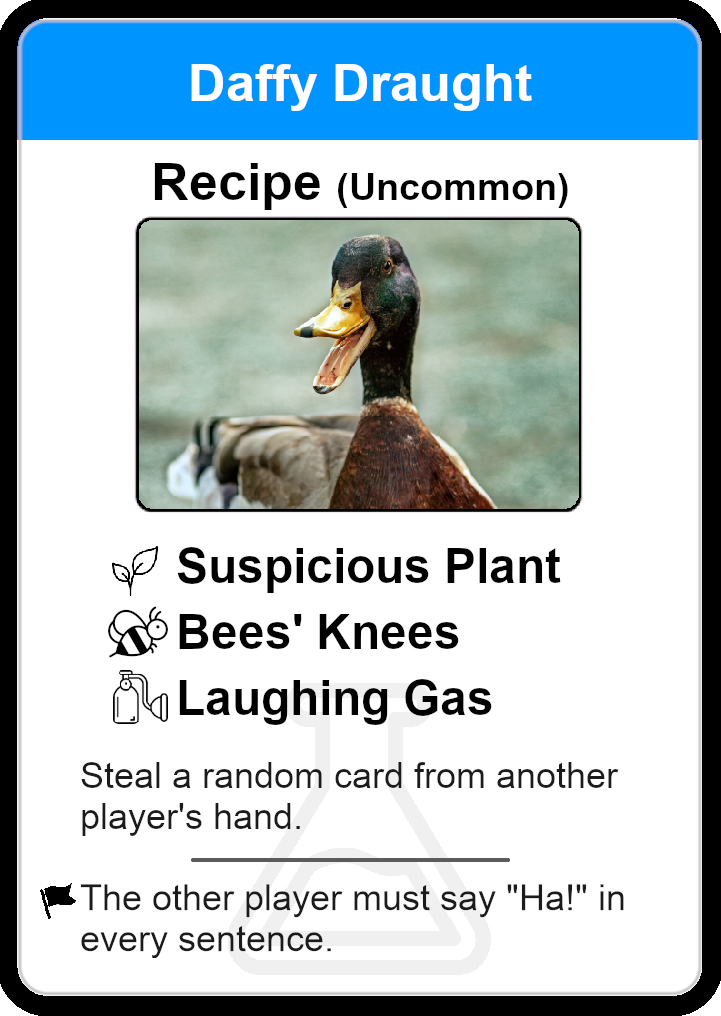 Daffy Draught
Recipe (Uncommon)
Suspicious Plant
Bees' Knees
Laughing Gas
Steal a random card from another
player's hand.
The other player must say "Ha!" in
every sentence.